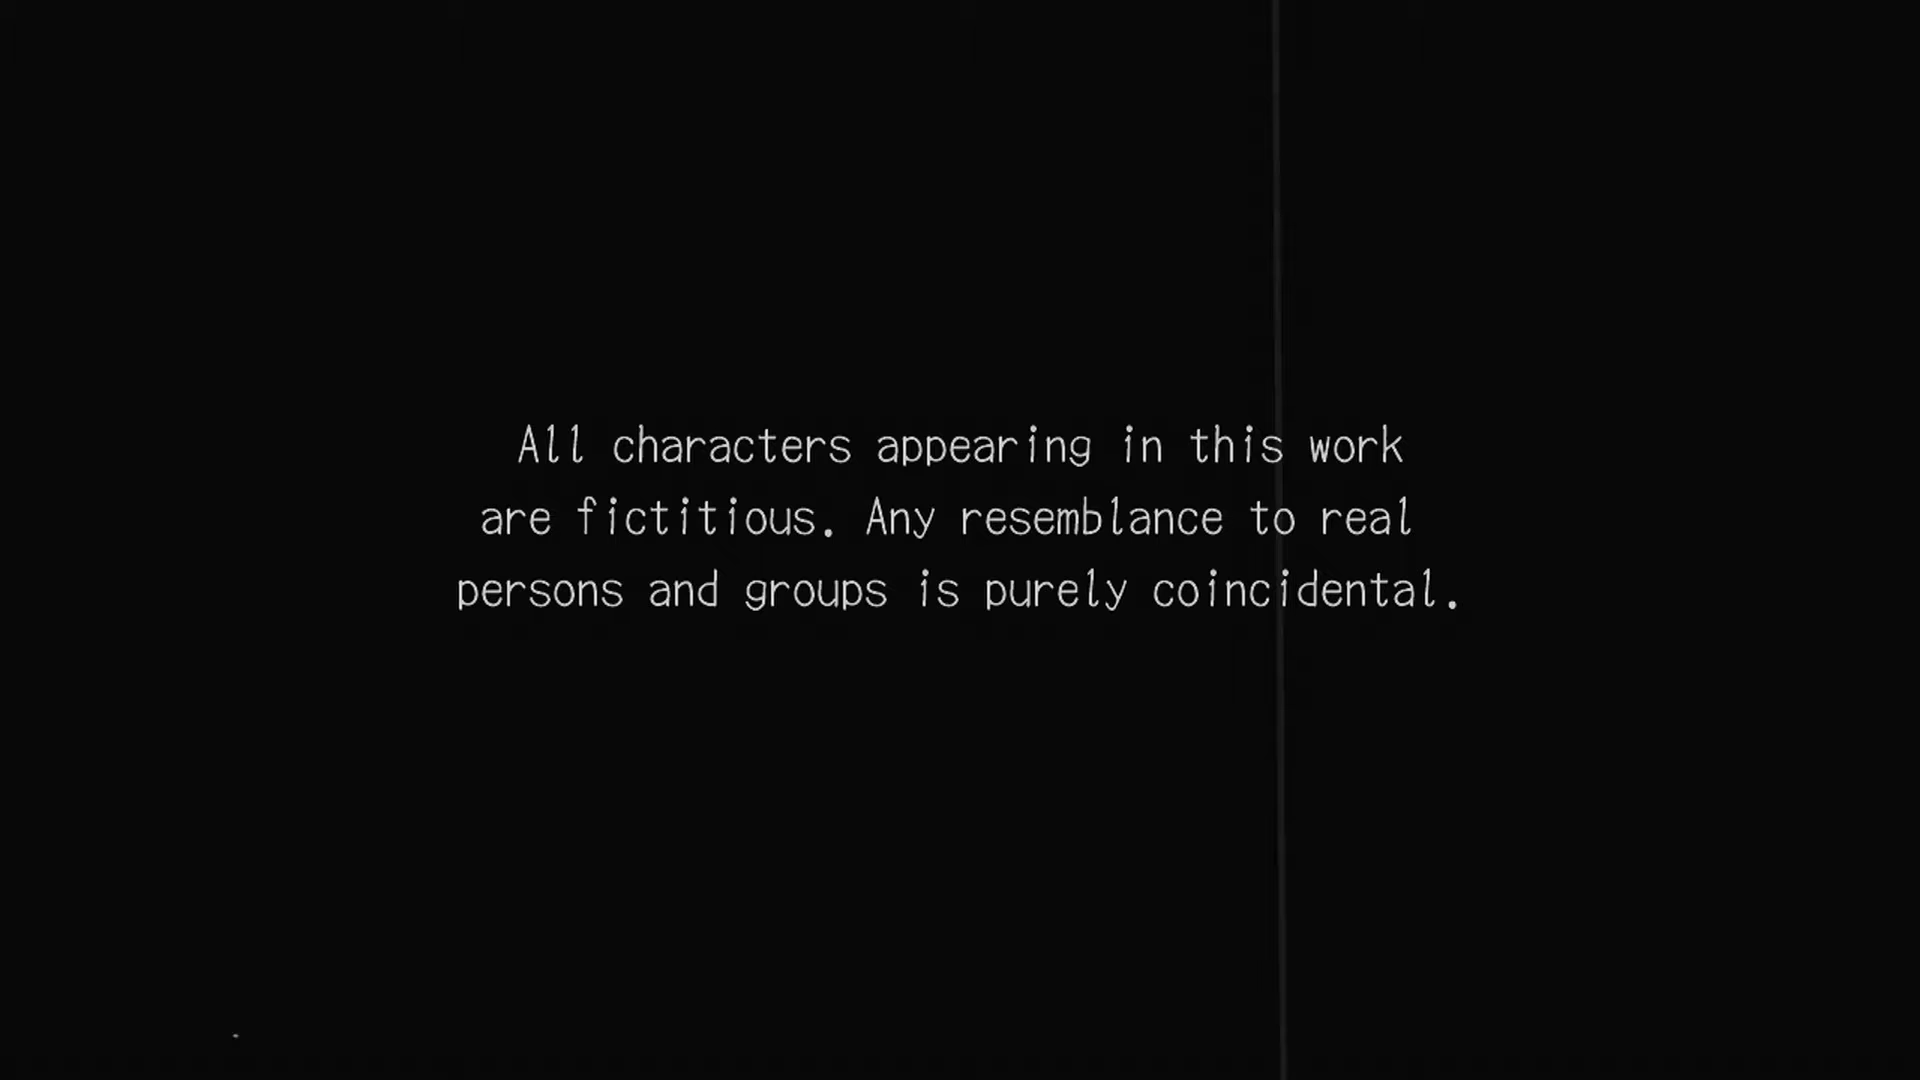 All characters appearing in this work
are fictitious. Any resemblance to real
persons and groups is purely coincidental.